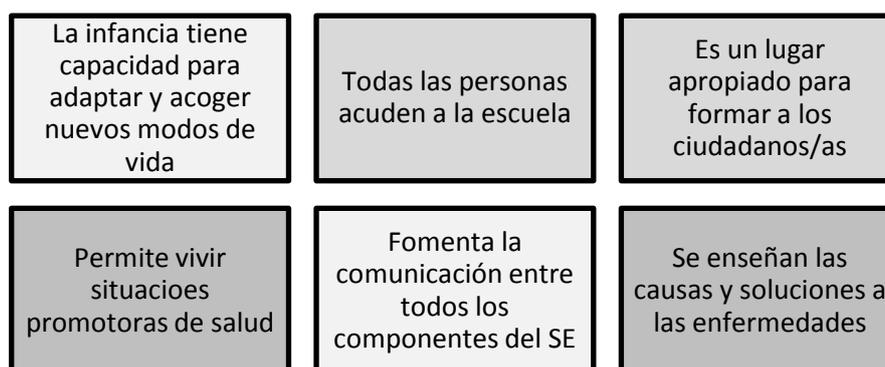 La infancia tiene
capacidad para
adaptar y acoger
nuevos modos de
vida
Todas las personas
acuden a la escuela
Es un lugar
apropiado para
formar a los
ciudadanos/as
Permite vivir
situacioes
promotoras de salud
Fomenta la
comunicación entre
todos los
componentes del SE
Se enseñan las
causas y soluciones a
las enfermedades